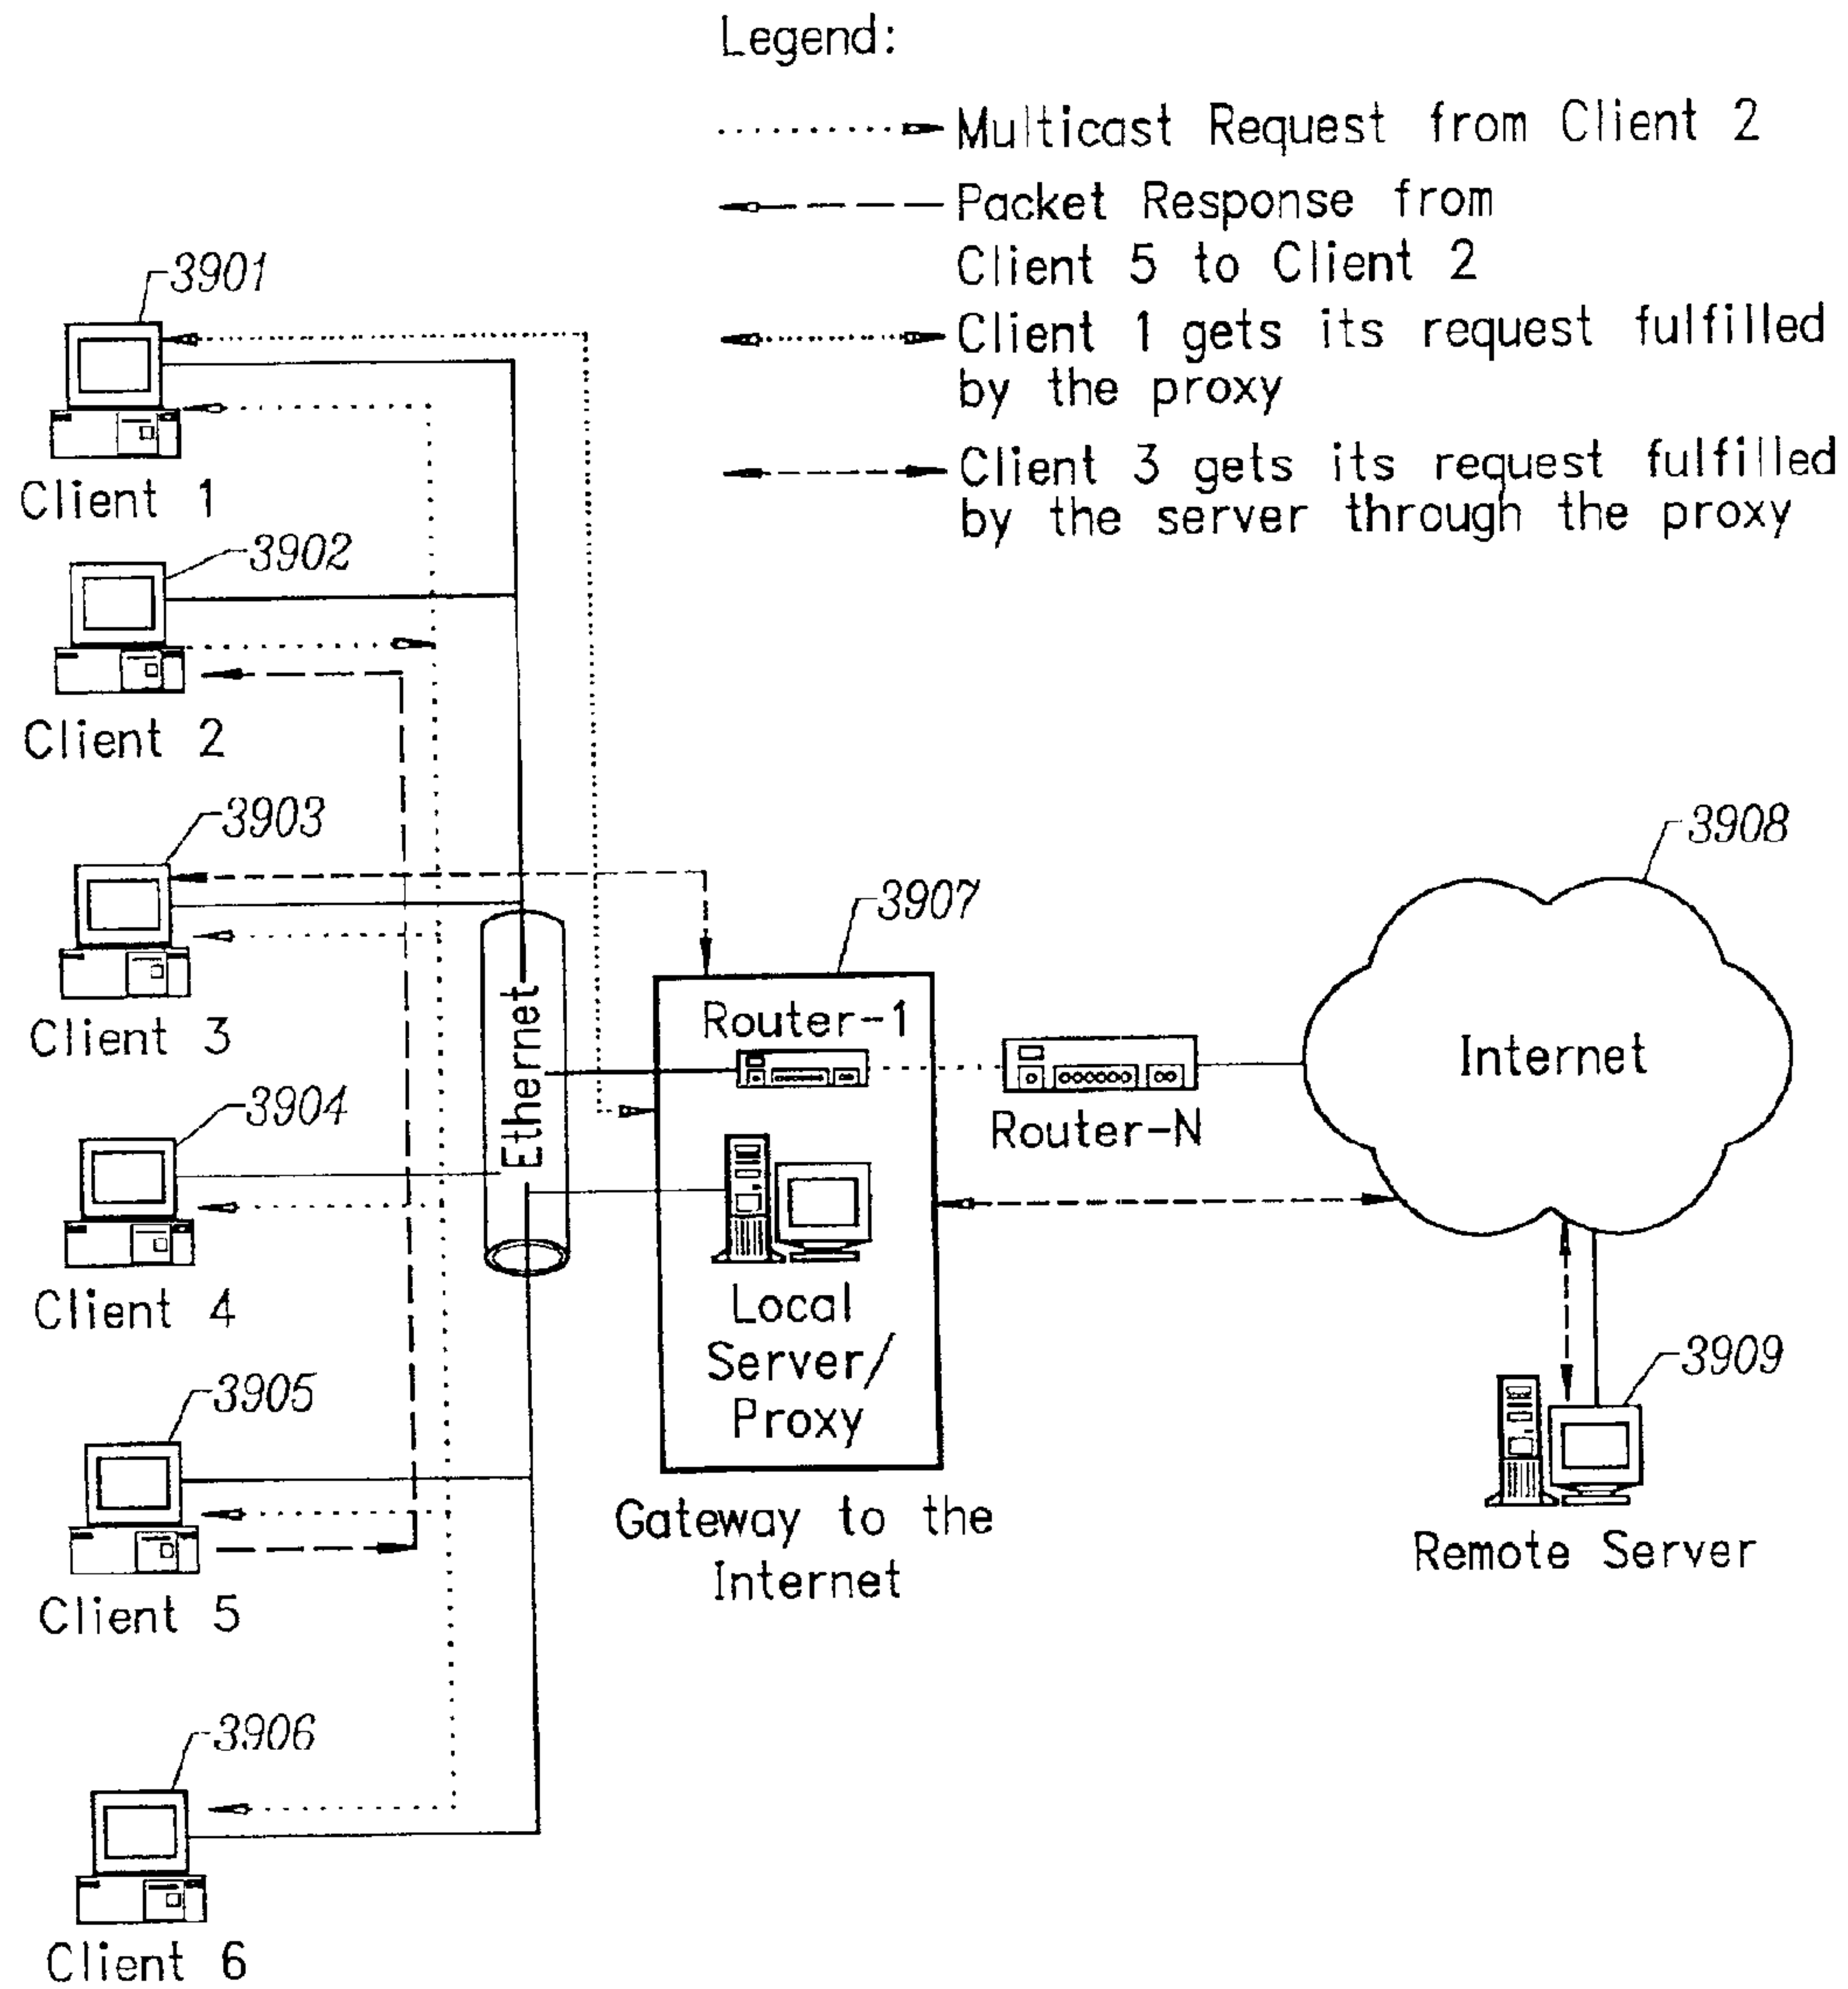 Legend:
Multicast Request from Client 2
Packet Response from
Client 5 to Client 2
Client 1 gets its request fulfilled
by the proxy
Client 3 gets its request fulfilled
by the server through the proxy
3901
Client 1
3902
Client 2
3903
Client 3
3904
Client 4
3905
Client 5
3906
Client 6
Ethernet
3907
Router-1
Local
Server/
Proxy
Gateway to the
Internet
Router-N
3908
Internet
3909
Remote Server